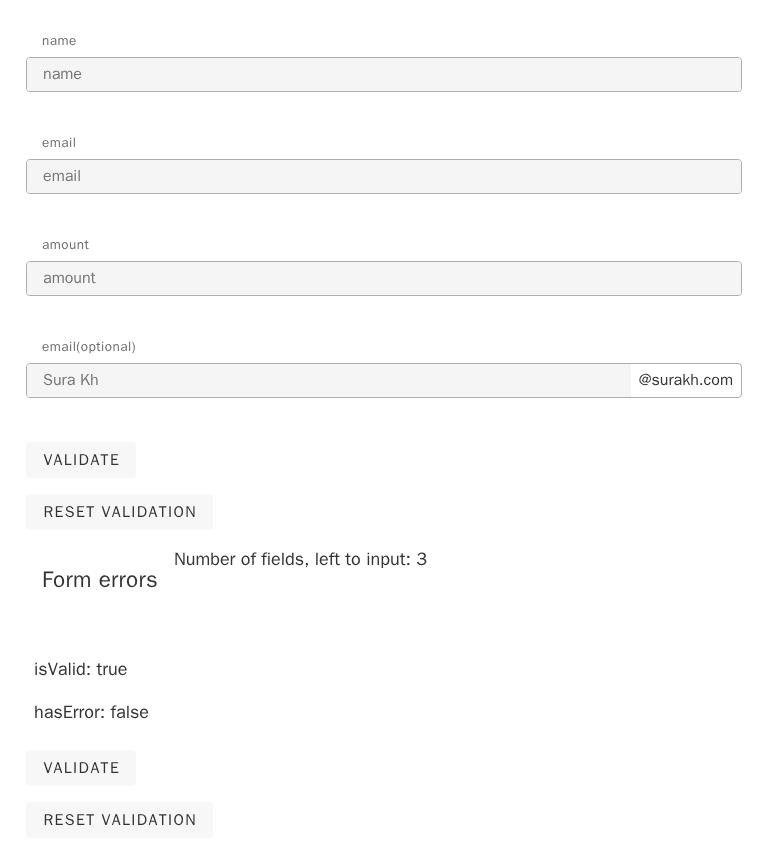 name
name
email
email
amount
amount
email(optional)
Sura Kh @surakh.com
VALIDATE
RESET VALIDATION
Number of fields, left to input: 3
Form errors
isValid: true
hasError: false
VALIDATE
RESET VALIDATION